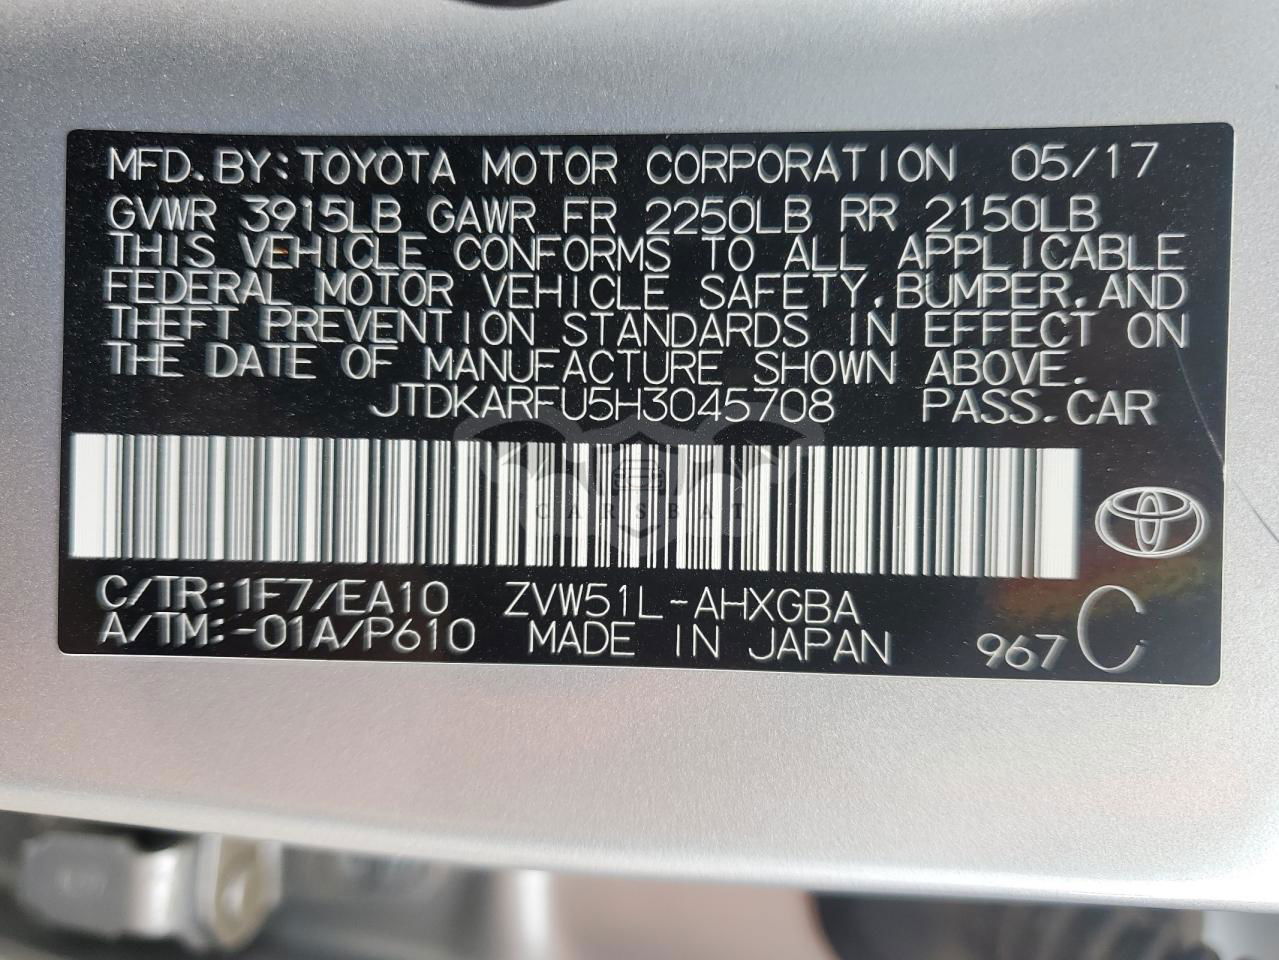 MFD. BY: TOYOTA MOTOR CORPORATION 05/17
GVWR 3915LB GAWR FR 2250LB RR 2150LB
THIS VEHICLE CONFORMS TO ALL APPLICABLE
FEDERAL MOTOR VEHICLE SAFETY, BUMPER, AND
THEFT PREVENTION STANDARDS IN EFFECT ON
THE DATE OF MANUFACTURE SHOWN ABOVE.
JTDKARFU5H3045708 PASS. CAR
CARSBAT
C/TR: 1F7/EA10 ZVW51L-AHXGBA
A/TM: -01A/P610 MADE IN JAPAN 967 C